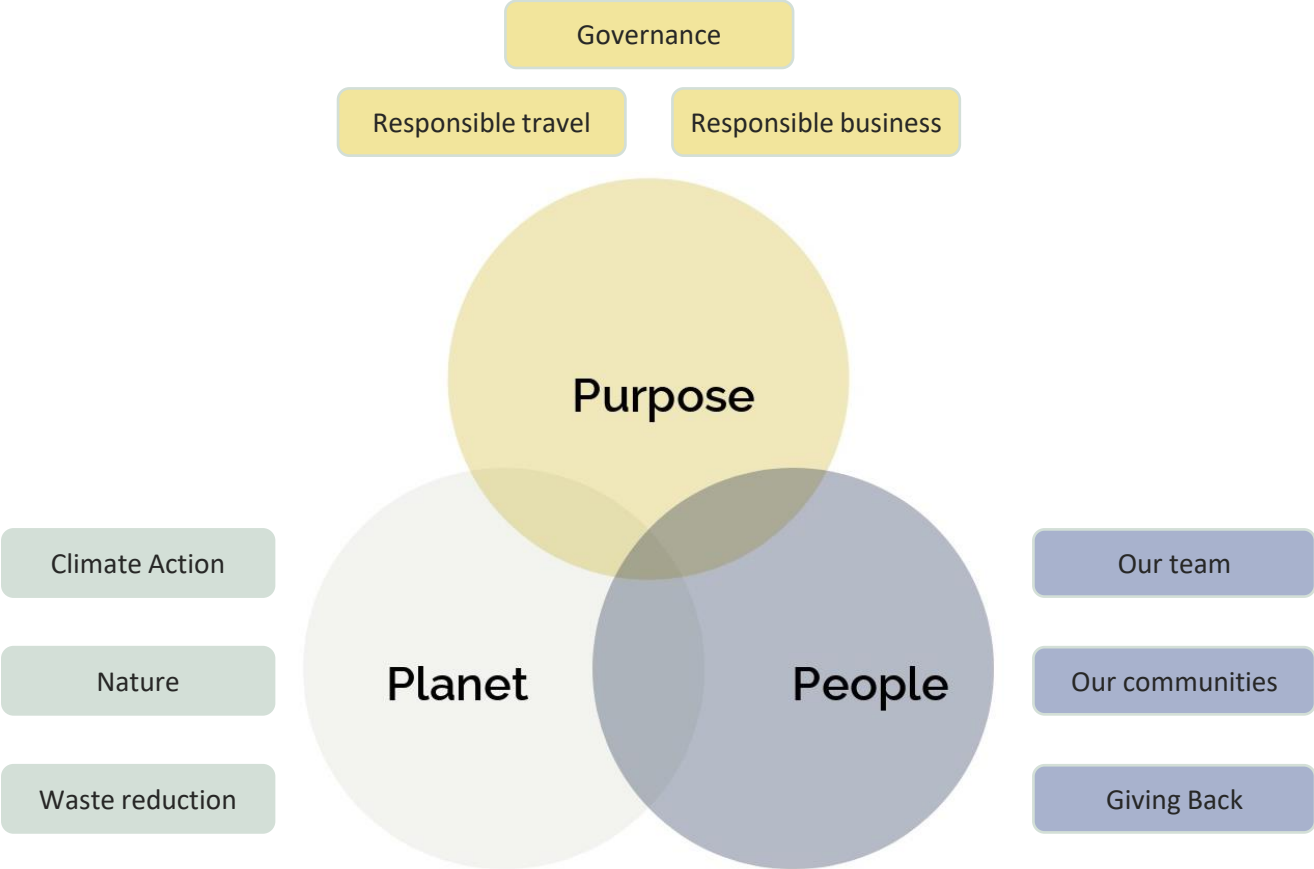 Governance
Responsible travel
Responsible business
Purpose
Climate Action
Our team
Planet
People
Nature
Our communities
Waste reduction
Giving Back